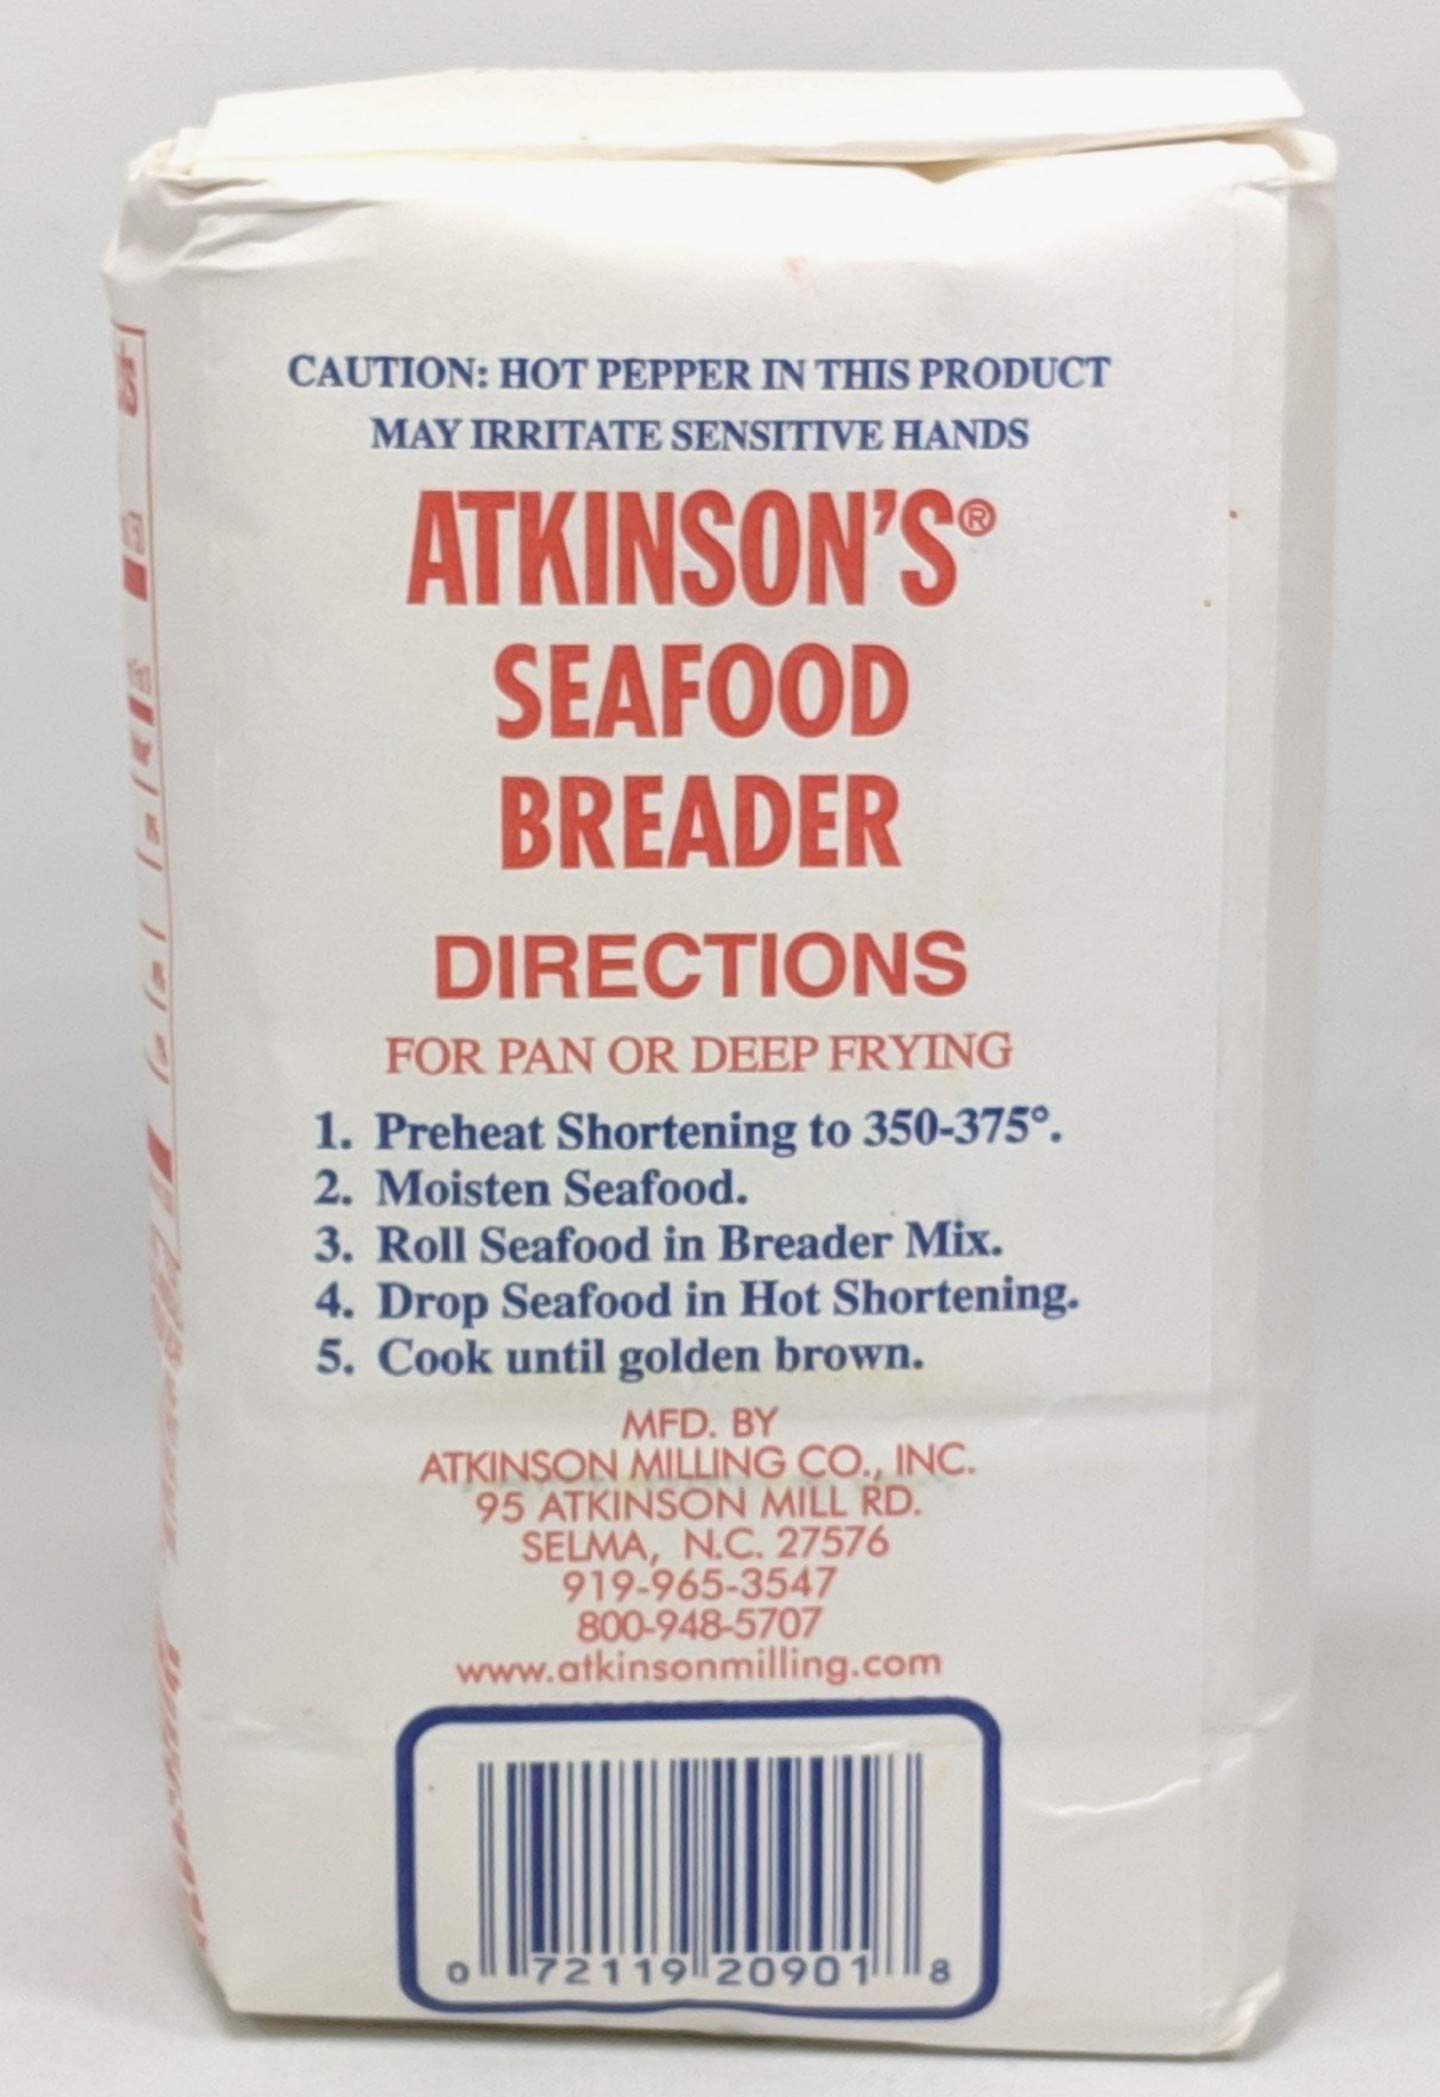 CAUTION: HOT PEPPER IN THIS PRODUCT
MAY IRRITATE SENSITIVE HANDS
ATKINSON'S®
SEAFOOD
BREADER
DIRECTIONS
FOR PAN OR DEEP FRYING
1. Preheat Shortening to 350-375°.
2. Moisten Seafood.
3. Roll Seafood in Breader Mix.
4. Drop Seafood in Hot Shortening.
5. Cook until golden brown.
MFD. BY
ATKINSON MILLING CO., INC.
95 ATKINSON MILL RD.
SELMA, N.C. 27576
919-965-3547
800-948-5707
www.atkinsonmilling.com
0 72119 20901 8